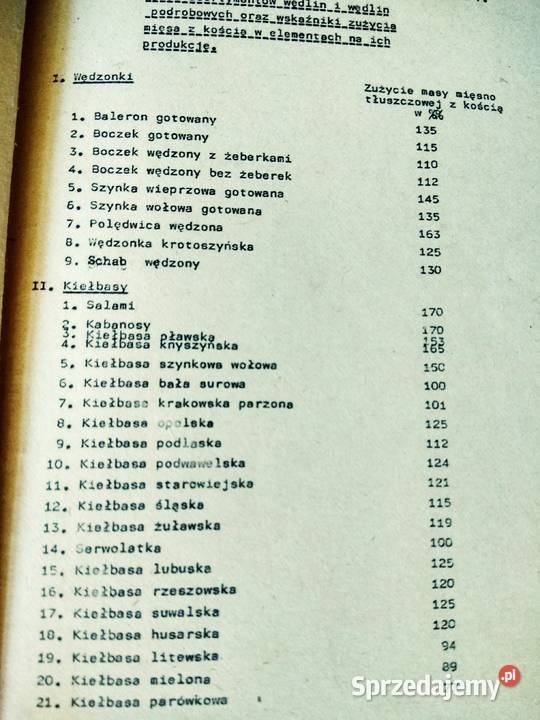 wędlin i wędlin
podrobowych oraz wskaźniki zużycia
mięsa z kością w elementach na ich
produkcję.
I. Wędzonki
Zużycie masy mięsno
tłuszczowej z kością
w %%
1. Baleron gotowany 135
2. Boczek gotowany 115
3. Boczek wędzony z żeberkami 110
4. Boczek wędzony bez żeberek 112
5. Szynka wieprzowa gotowana 145
6. Szynka wołowa gotowana 135
7. Polędwica wędzona 163
8. Wędzonka krotoszyńska 125
9. Schab wędzony 130
II. Kiełbasy
1. Salami 170
2. Kabanosy 170
3. Kiełbasa pławska 153
4. Kiełbasa knyszyńska 165
5. Kiełbasa szynkowa wołowa 150
6. Kiełbasa bała surowa 100
7. Kiełbasa krakowska parzona 101
8. Kiełbasa opolska 125
9. Kiełbasa podlaska 112
10. Kiełbasa podwawelska 124
11. Kiełbasa starowiejska 121
12. Kiełbasa śląska 115
13. Kiełbasa żuławska 119
14. Serwolatka 100
15. Kiełbasa lubuska 125
16. Kiełbasa rzeszowska 120
17. Kiełbasa suwalska 125
18. Kiełbasa husarska 120
19. Kiełbasa litewska 94
20. Kiełbasa mielona 89
21. Kiełbasa parówkowa
Sprzedajemy.pl